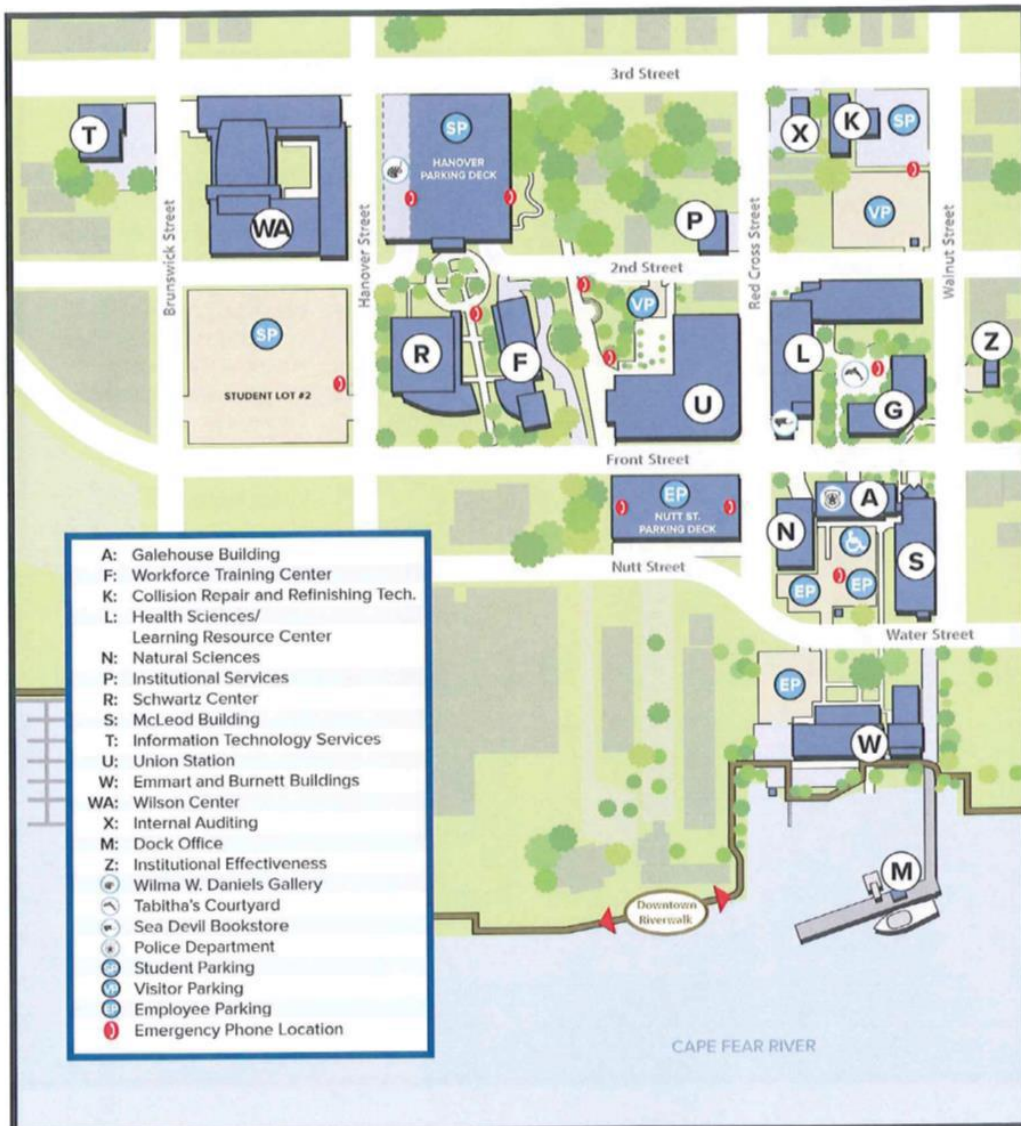 3rd Street
T
WA
SP
HANOVER
PARKING DECK
X
K
SP
VP
P
Brunswick Street
Hanover Street
2nd Street
Red Cross Street
Walnut Street
SP
STUDENT LOT #2
R
F
VP
U
L
G
Z
Front Street
EP
NUTT ST.
PARKING DECK
N
A
S
EP
EP
Nutt Street
Water Street
EP
W
M
Downtown
Riverwalk
CAPE FEAR RIVER
A: Galehouse Building
F: Workforce Training Center
K: Collision Repair and Refinishing Tech.
L: Health Sciences/
Learning Resource Center
N: Natural Sciences
P: Institutional Services
R: Schwartz Center
S: McLeod Building
T: Information Technology Services
U: Union Station
W: Emmart and Burnett Buildings
WA: Wilson Center
X: Internal Auditing
M: Dock Office
Z: Institutional Effectiveness
Wilma W. Daniels Gallery
Tabitha's Courtyard
Sea Devil Bookstore
Police Department
SP Student Parking
VP Visitor Parking
EP Employee Parking
Emergency Phone Location